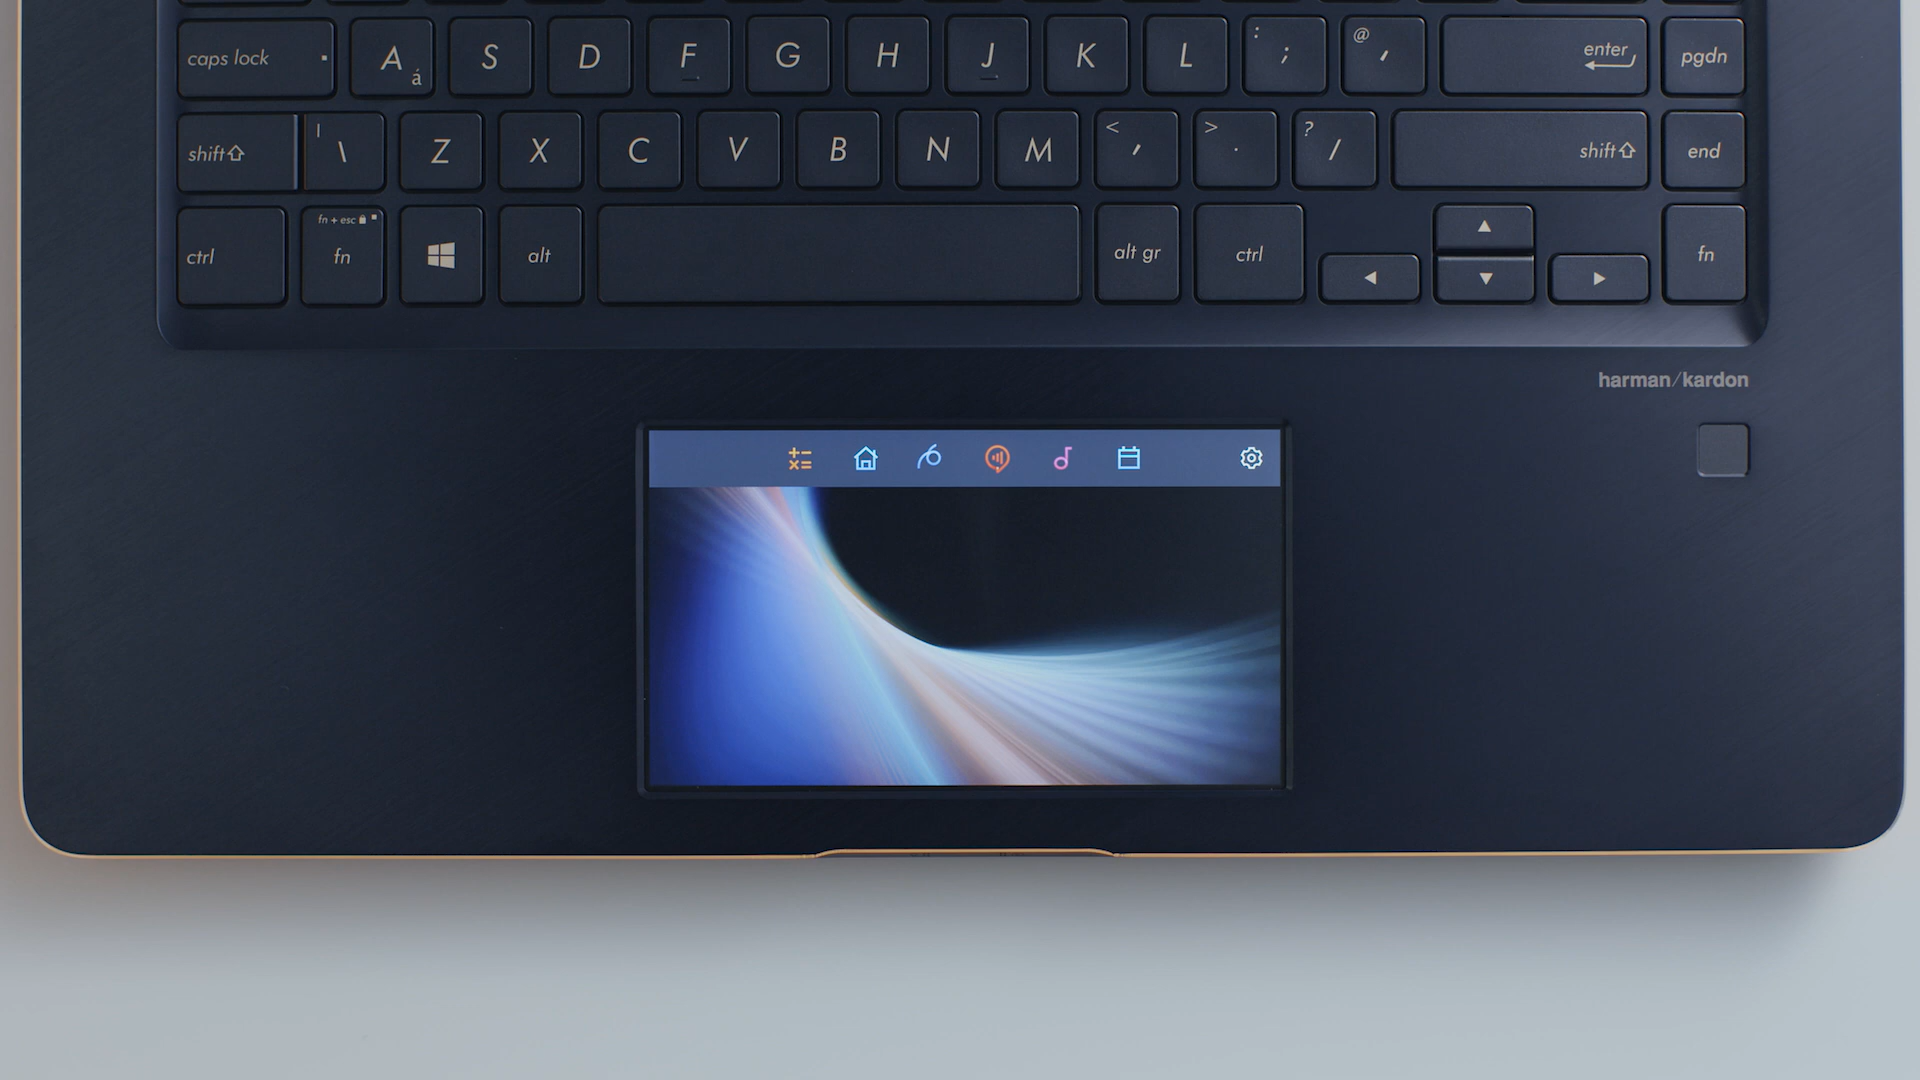 caps lock A á S D F G H J K L : ; @ ' enter pgdn
shift | \ Z X C V B N M < , > . ? / shift end
ctrl fn + esc fn alt alt gr ctrl fn
harman/kardon